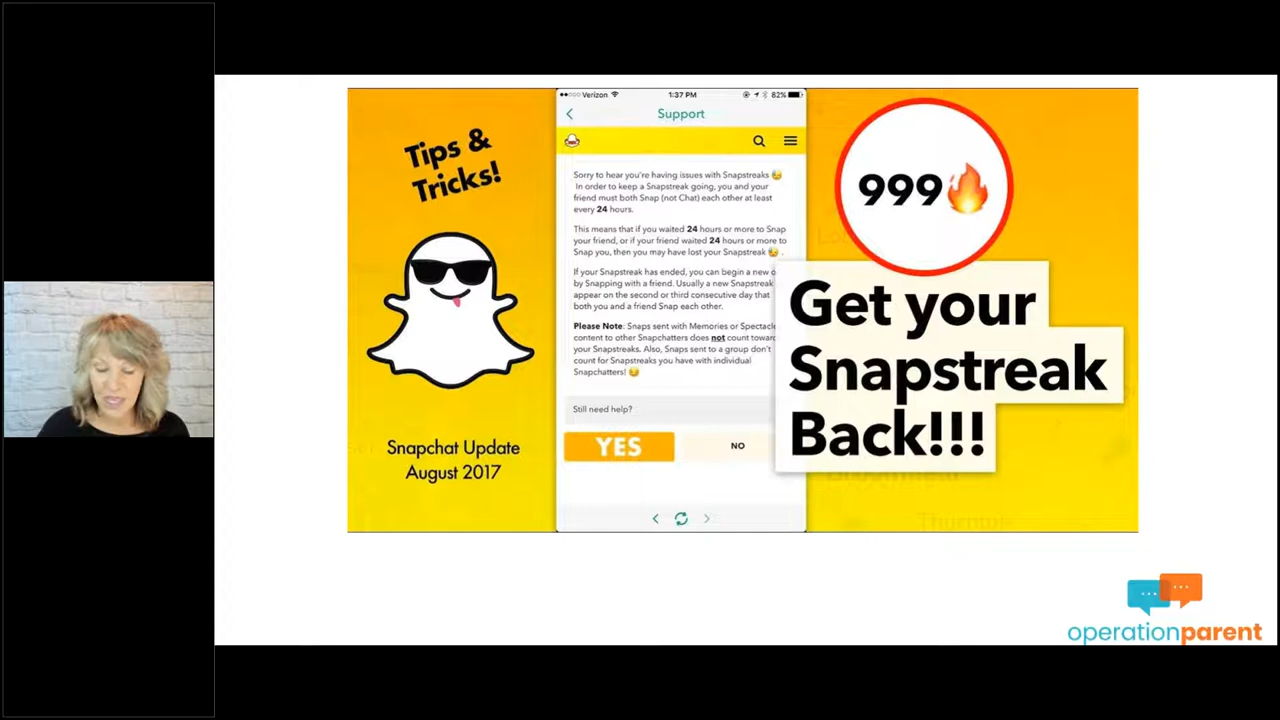 Tips &
Tricks!
Snapchat Update
August 2017
Verizon
1:37 PM
82%
Support
Sorry to hear you're having issues with Snapstreaks
In order to keep a Snapstreak going, you and your
friend must both Snap (not Chat) each other at least
every 24 hours.
This means that if you waited 24 hours or more to Snap
your friend, or if your friend waited 24 hours or more to
Snap you, then you may have lost your Snapstreak .
If your Snapstreak has ended, you can begin a new o
by Snapping with a friend. Usually a new Snapstreak
appear on the second or third consecutive day that
both you and a friend Snap each other.
Please Note: Snaps sent with Memories or Spectacle
content to other Snapchatters does not count towar
your Snapstreaks. Also, Snaps sent to a group don't
count for Snapstreaks you have with individual
Snapchatters!
Still need help?
YES
NO
999
Get your
Snapstreak
Back!!!
operationparent